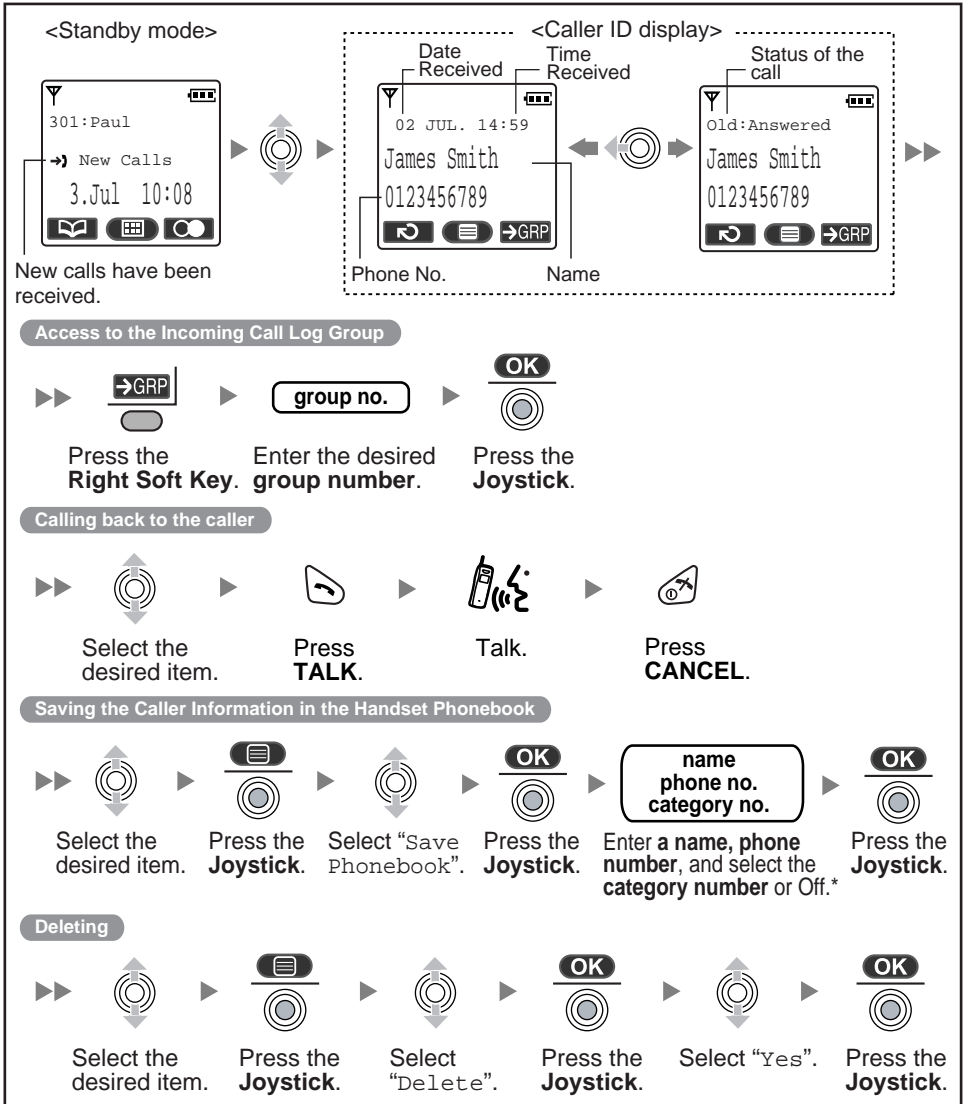 <Standby mode>
<Caller ID display>
Date
Received
Time
Received
Status of the
call
301:Paul
New Calls
3.Jul 10:08
02 JUL. 14:59
James Smith
0123456789
→GRP
Old:Answered
James Smith
0123456789
→GRP
New calls have been
received.
Phone No.
Name
Access to the Incoming Call Log Group
→GRP
group no.
OK
Press the
Right Soft Key.
Enter the desired
group number.
Press the
Joystick.
Calling back to the caller
Select the
desired item.
Press
TALK.
Talk.
Press
CANCEL.
Saving the Caller Information in the Handset Phonebook
OK
name
phone no.
category no.
OK
Select the
desired item.
Press the
Joystick.
Select “Save
Phonebook”.
Press the
Joystick.
Enter a name, phone
number, and select the
category number or Off.*
Press the
Joystick.
Deleting
OK
OK
Select the
desired item.
Press the
Joystick.
Select
“Delete”.
Press the
Joystick.
Select “Yes”.
Press the
Joystick.